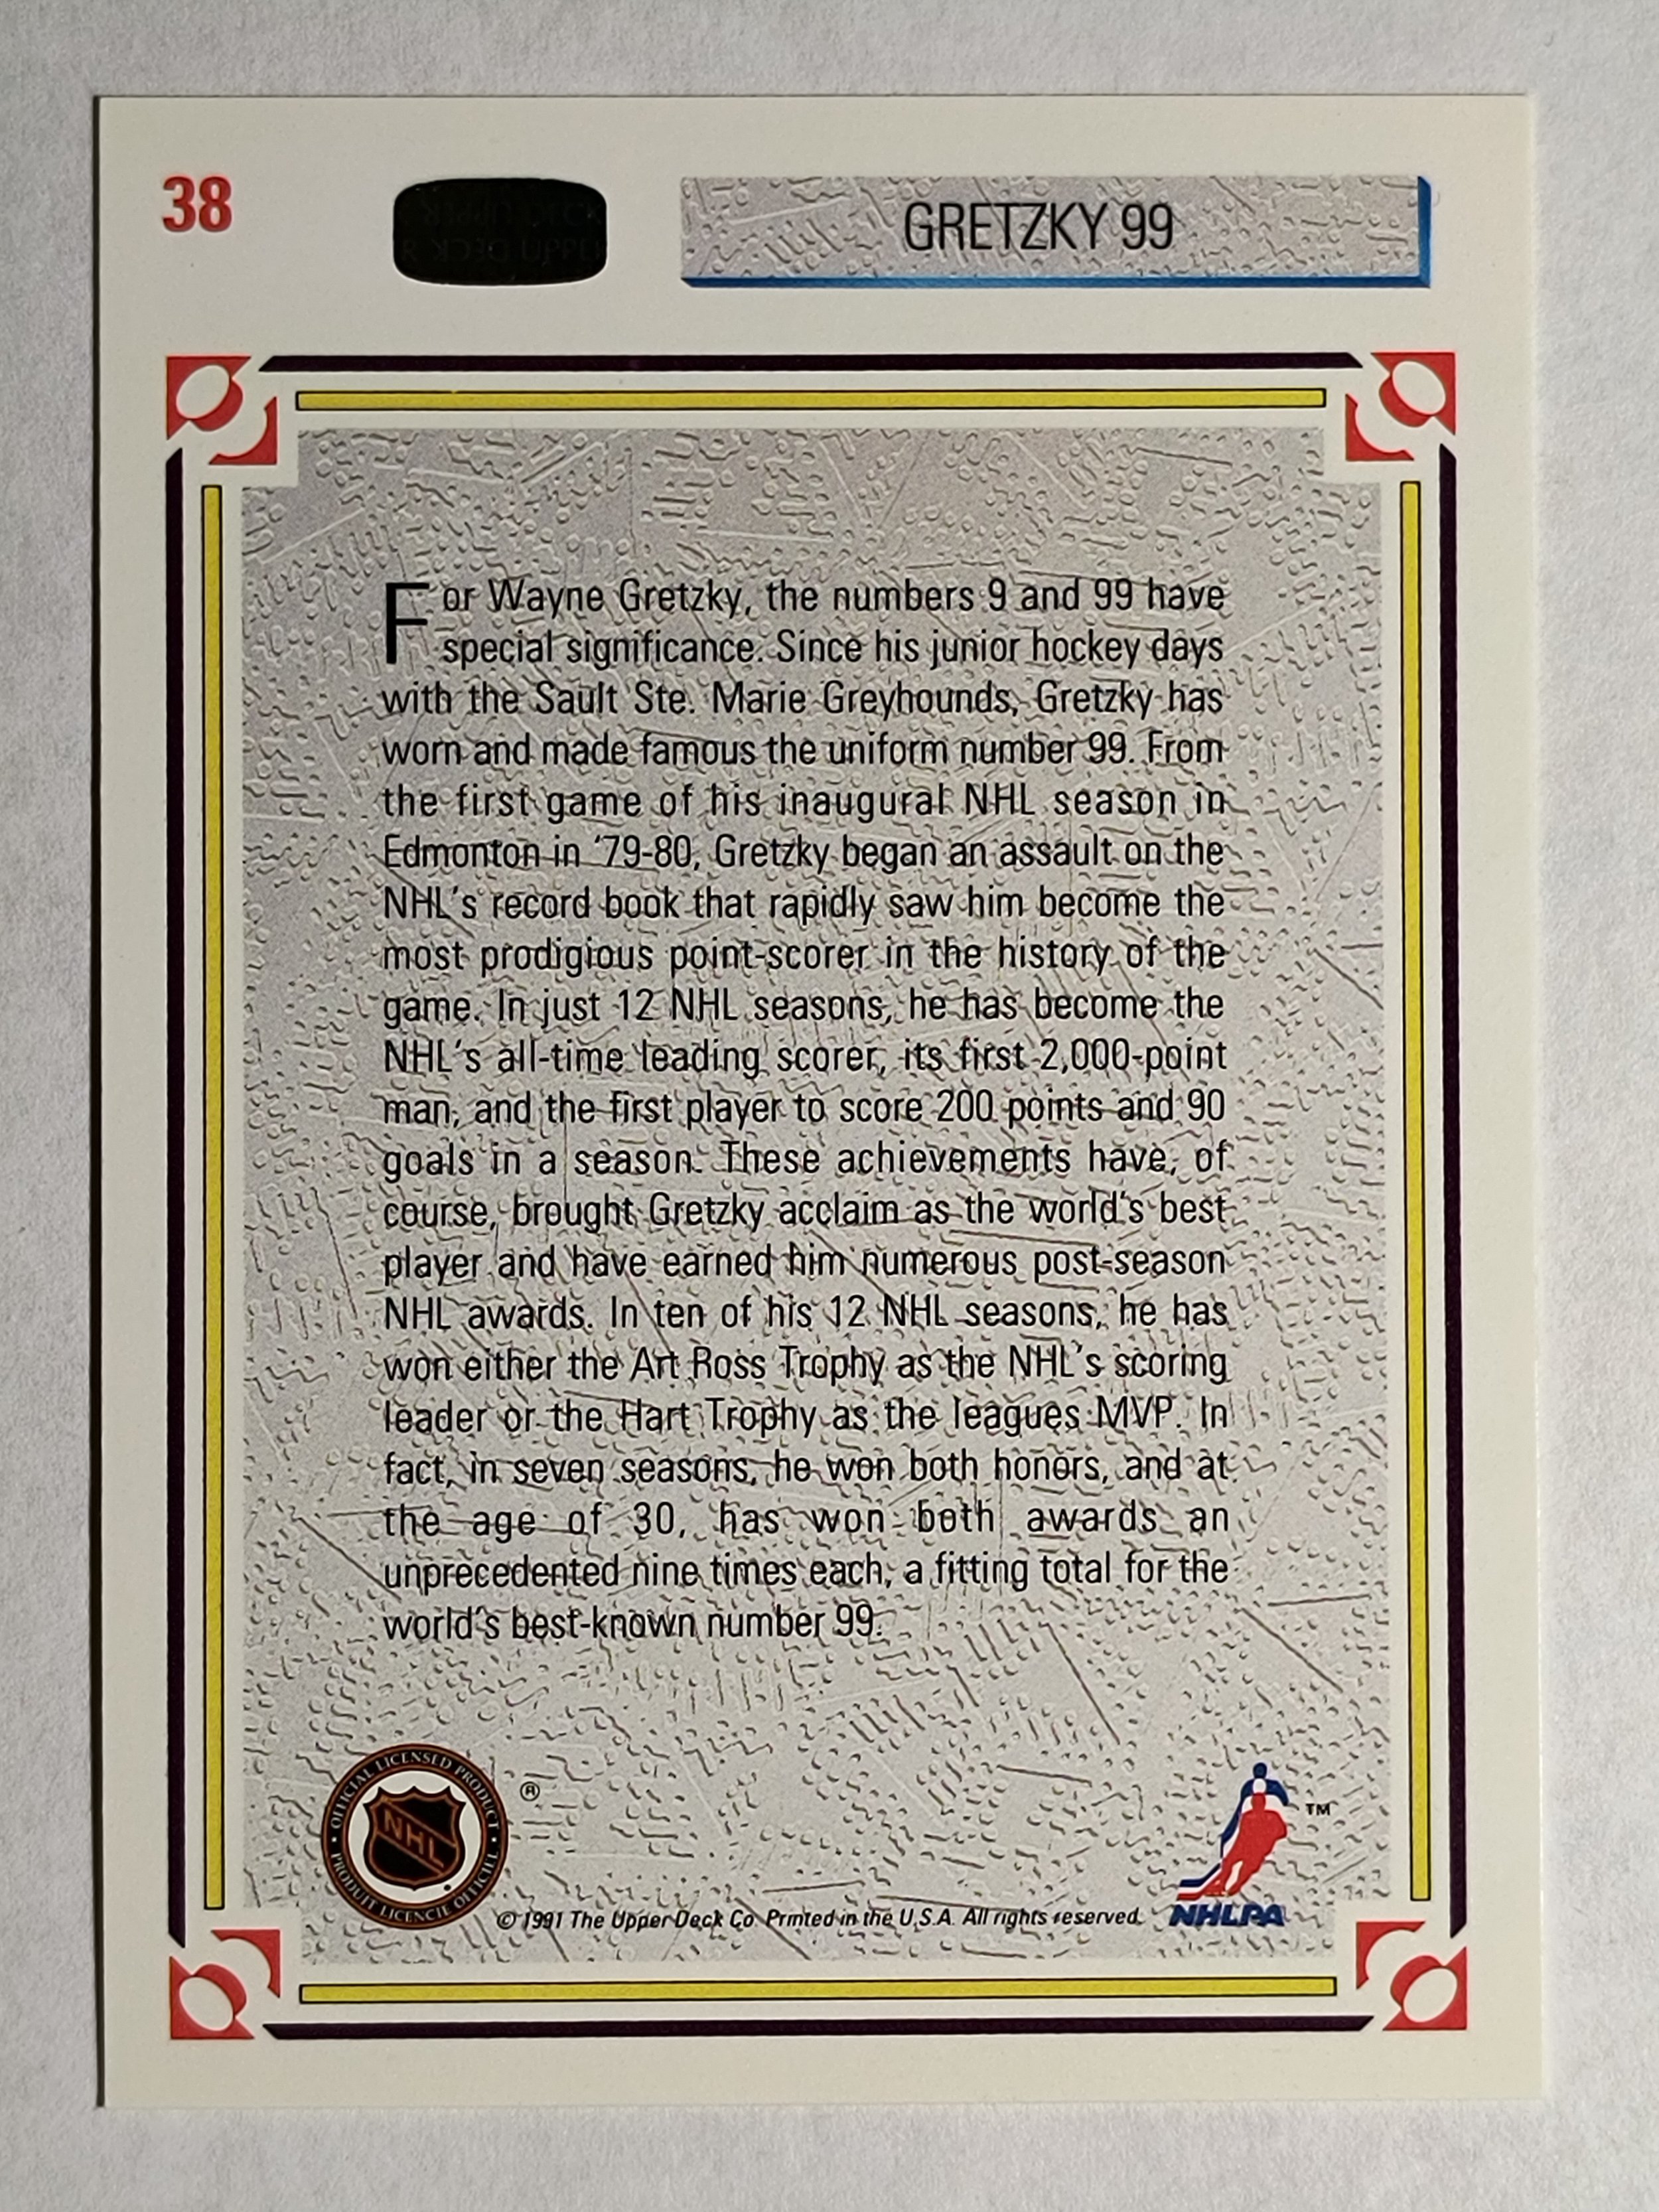 38
GRETZKY 99
For Wayne Gretzky, the numbers 9 and 99 have
special significance. Since his junior hockey days
with the Sault Ste. Marie Greyhounds, Gretzky has
worn and made famous the uniform number 99. From
the first game of his inaugural NHL season in
Edmonton in '79-80, Gretzky began an assault on the
NHL's record book that rapidly saw him become the
most prodigious point-scorer in the history of the
game. In just 12 NHL seasons, he has become the
NHL's all-time leading scorer, its first 2,000-point
man, and the first player to score 200 points and 90
goals in a season. These achievements have, of
course, brought Gretzky acclaim as the world's best
player and have earned him numerous post-season
NHL awards. In ten of his 12 NHL seasons, he has
won either the Art Ross Trophy as the NHL's scoring
leader or the Hart Trophy as the leagues MVP. In
fact, in seven seasons, he won both honors, and at
the age of 30, has won both awards an
unprecedented nine times each, a fitting total for the
world's best-known number 99.
• OFFICIAL LICENSED PRODUCT •
NHL
PRODUIT LICENCIE OFFICIEL
®
TM
NHLPA
© 1991 The Upper Deck Co. Printed in the U.S.A. All rights reserved.